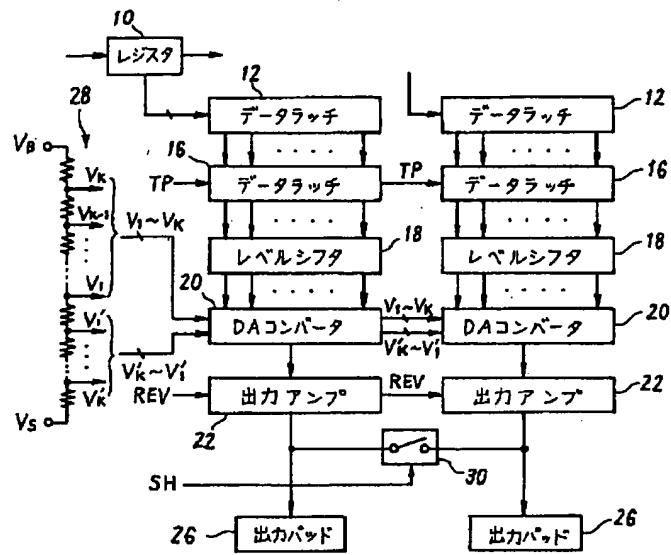 10
レジスタ
12
データラッチ
データラッチ
12
28
VB
16
TP
データラッチ
TP
データラッチ
16
VK
VK-1
V1~VK
レベルシフタ
18
レベルシフタ
18
V1
20
DAコンバータ
V1~VK
V'K~V'1
DAコンバータ
20
V1'
V'K~V'1
VK'
REV
出力アンプ
REV
出力アンプ
22
VS
22
SH
30
26
出力パッド
26
出力パッド